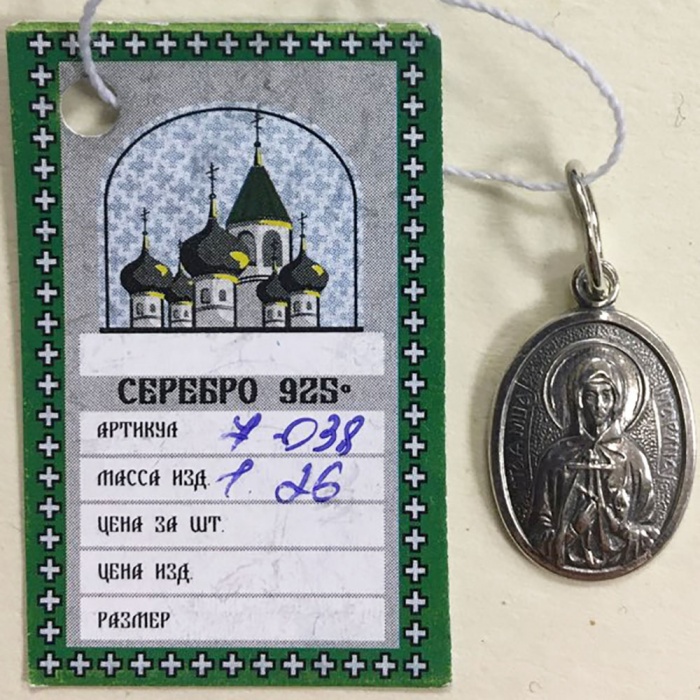 СЕРЕБРО 925°
АРТИКУЛ 7-038
МАССА ИЗД. 1.26
ЦЕНА ЗА ШТ.
ЦЕНА ИЗД.
РАЗМЕР